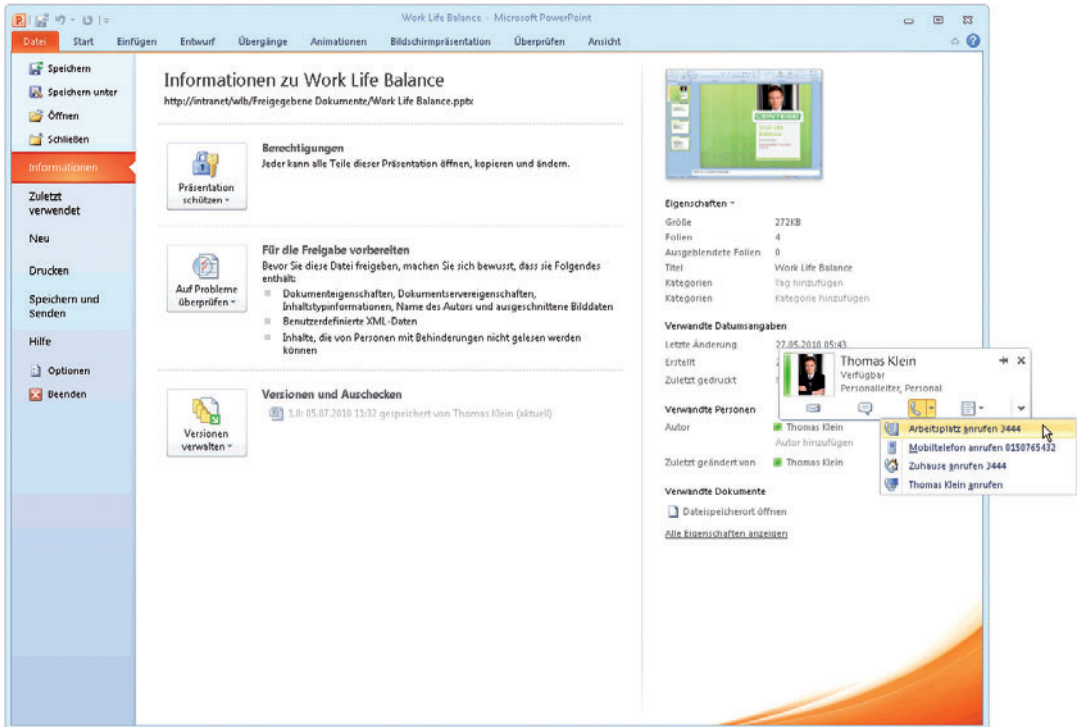 Work Life Balance - Microsoft PowerPoint
Datei Start Einfügen Entwurf Übergänge Animationen Bildschirmpräsentation Überprüfen Ansicht
Speichern
Speichern unter
Öffnen
Schließen
Informationen
Zuletzt
verwendet
Neu
Drucken
Speichern und
Senden
Hilfe
Optionen
Beenden
Informationen zu Work Life Balance
http://intranet/wlb/Freigegebene Dokumente/Work Life Balance.pptx
Präsentation
schützen
Berechtigungen
Jeder kann alle Teile dieser Präsentation öffnen, kopieren und ändern.
Auf Probleme
überprüfen
Für die Freigabe vorbereiten
Bevor Sie diese Datei freigeben, machen Sie sich bewusst, dass sie Folgendes
enthält:
Dokumenteigenschaften, Dokumentservereigenschaften,
Inhaltstypinformationen, Name des Autors und ausgeschnittene Bilddaten
Benutzerdefinierte XML-Daten
Inhalte, die von Personen mit Behinderungen nicht gelesen werden
können
Versionen
verwalten
Versionen und Auschecken
1.0: 05.07.2010 11:32 gespeichert von Thomas Klein (aktuell)
Work Life
Balance
Eigenschaften
Größe 272KB
Folien 4
Ausgeblendete Folien 0
Titel Work Life Balance
Kategorien Tag hinzufügen
Kategorien Kategorie hinzufügen
Verwandte Datumsangaben
Letzte Änderung 27.05.2010 05:43
Erstellt
Zuletzt gedruckt
Verwandte Personen
Autor Thomas Klein
Autor hinzufügen
Zuletzt geändert von Thomas Klein
Verwandte Dokumente
Dateispeicherort öffnen
Alle Eigenschaften anzeigen
Thomas Klein
Verfügbar
Personalleiter, Personal
Arbeitsplatz anrufen 3444
Mobiltelefon anrufen 0150765432
Zuhause anrufen 3444
Thomas Klein anrufen